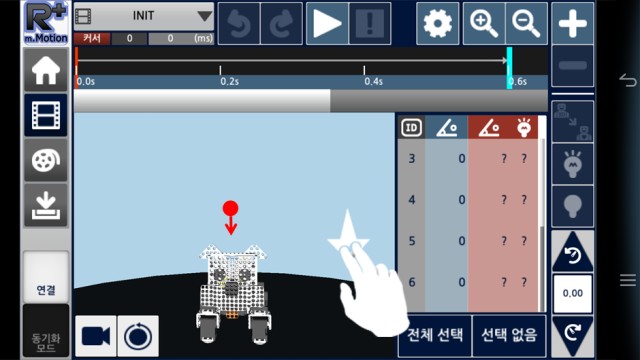 R+
m.Motion
INIT
커서 0 0 (ms)
0.0s 0.2s 0.4s 0.6s
ID
3 0 ? ?
4 0 ? ?
5 0 ? ?
6 0 ? ?
연결
0.00
동기화
모드
전체 선택 선택 없음